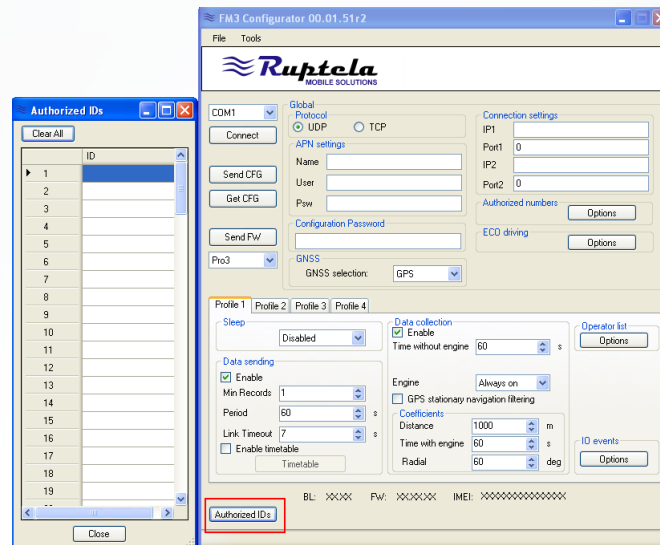 Authorized IDs
Clear All
ID
1
2
3
4
5
6
7
8
9
10
11
12
13
14
15
16
17
18
19
Close
FM3 Configurator 00.01.51r2
File Tools
Ruptela
MOBILE SOLUTIONS
COM1
Connect
Send CFG
Get CFG
Send FW
Pro3
Global
Protocol
UDP TCP
APN settings
Name
User
Psw
Configuration Password
GNSS
GNSS selection: GPS
Connection settings
IP1
Port1 0
IP2
Port2 0
Authorized numbers
Options
ECO driving
Options
Profile 1 Profile 2 Profile 3 Profile 4
Sleep
Disabled
Data sending
Enable
Min Records 1
Period 60 s
Link Timeout 7 s
Enable timetable
Timetable
Data collection
Enable
Time without engine 60 s
Engine Always on
GPS stationary navigation filtering
Coefficients
Distance 1000 m
Time with engine 60 s
Radial 60 deg
Operator list
Options
IO events
Options
BL: XX.XX FW: XX.XX.XX IMEI: XXXXXXXXXXXXXXX
Authorized IDs